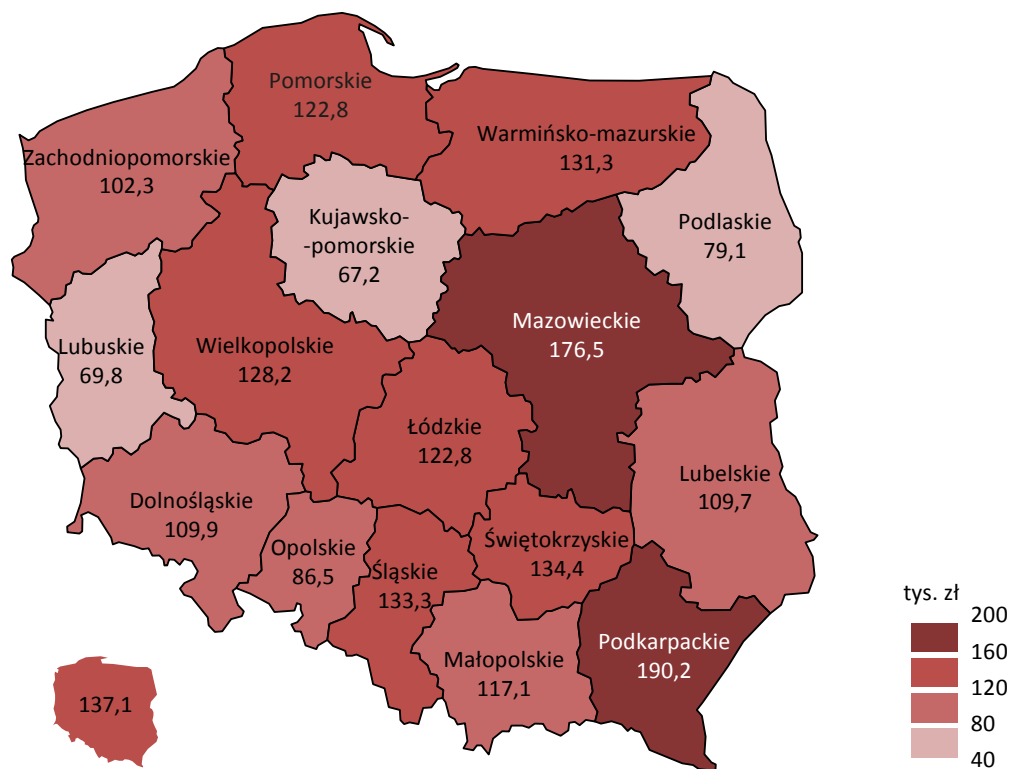 Pomorskie
122,8
Warmińsko-mazurskie
131,3
Zachodniopomorskie
102,3
Kujawsko-
-pomorskie
67,2
Podlaskie
79,1
Mazowieckie
176,5
Lubuskie
69,8
Wielkopolskie
128,2
Łódzkie
122,8
Lubelskie
109,7
Dolnośląskie
109,9
Opolskie
86,5
Śląskie
133,3
Świętokrzyskie
134,4
Małopolskie
117,1
Podkarpackie
190,2
137,1
tys. zł
200
160
120
80
40